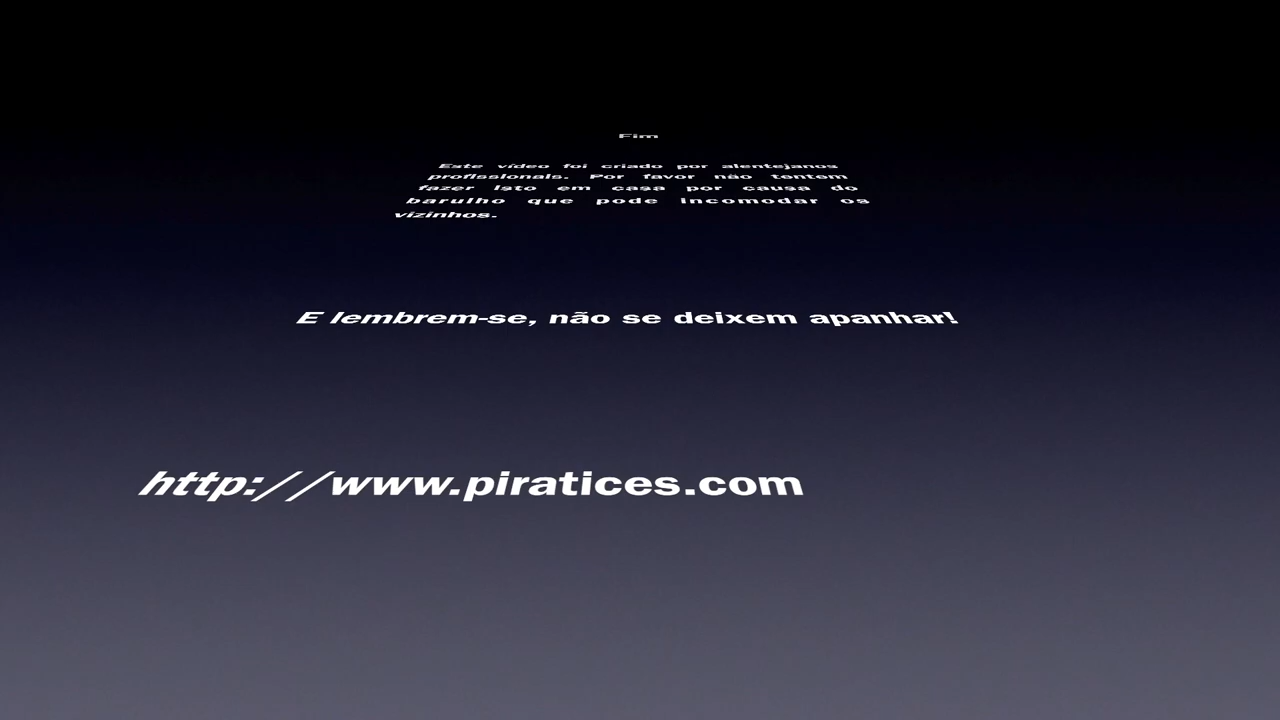 Fim
Este vídeo foi criado por alentejanos
profissionais. Por favor não tentem
fazer isto em casa por causa do
barulho que pode incomodar os
vizinhos.
E lembrem-se, não se deixem apanhar!
http://www.piratices.com